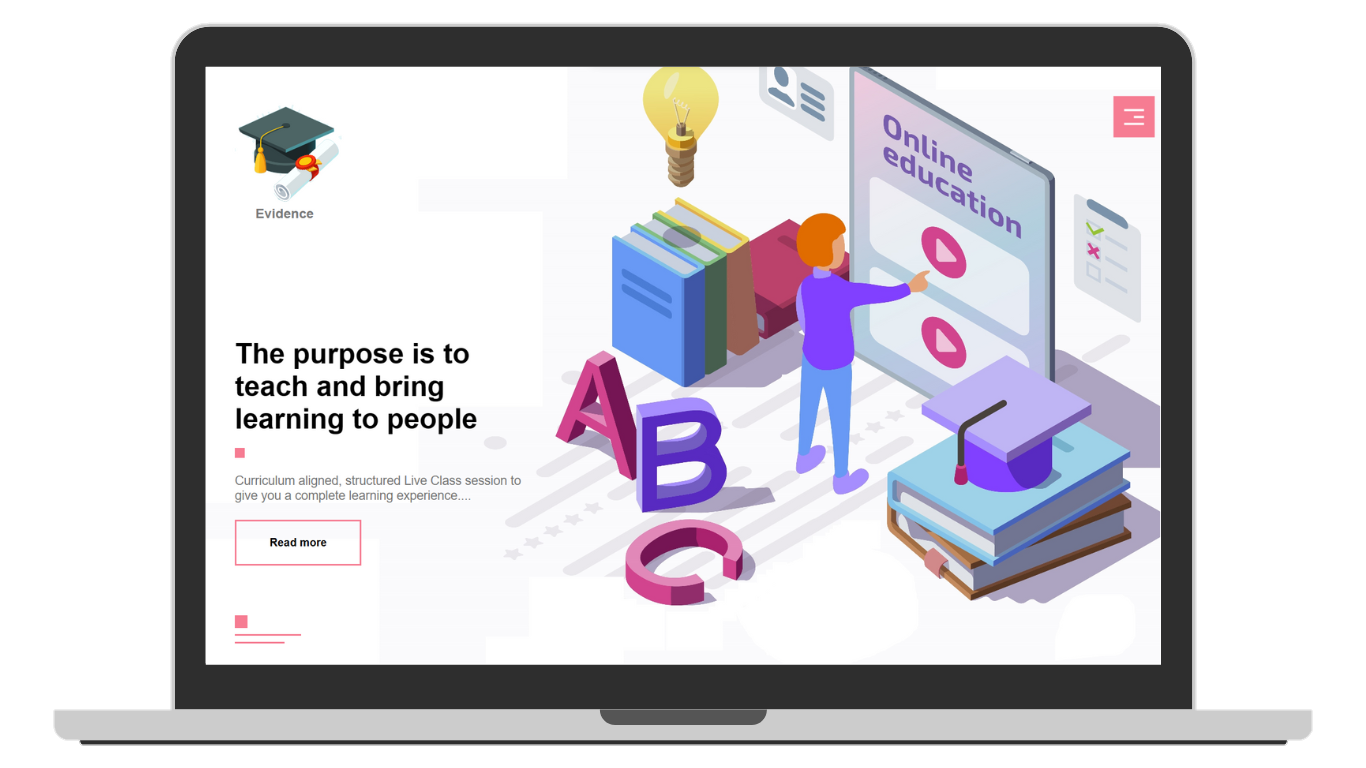 Evidence
Online
education
The purpose is to
teach and bring
learning to people
Curriculum aligned, structured Live Class session to
give you a complete learning experience....
Read more
A
B
C